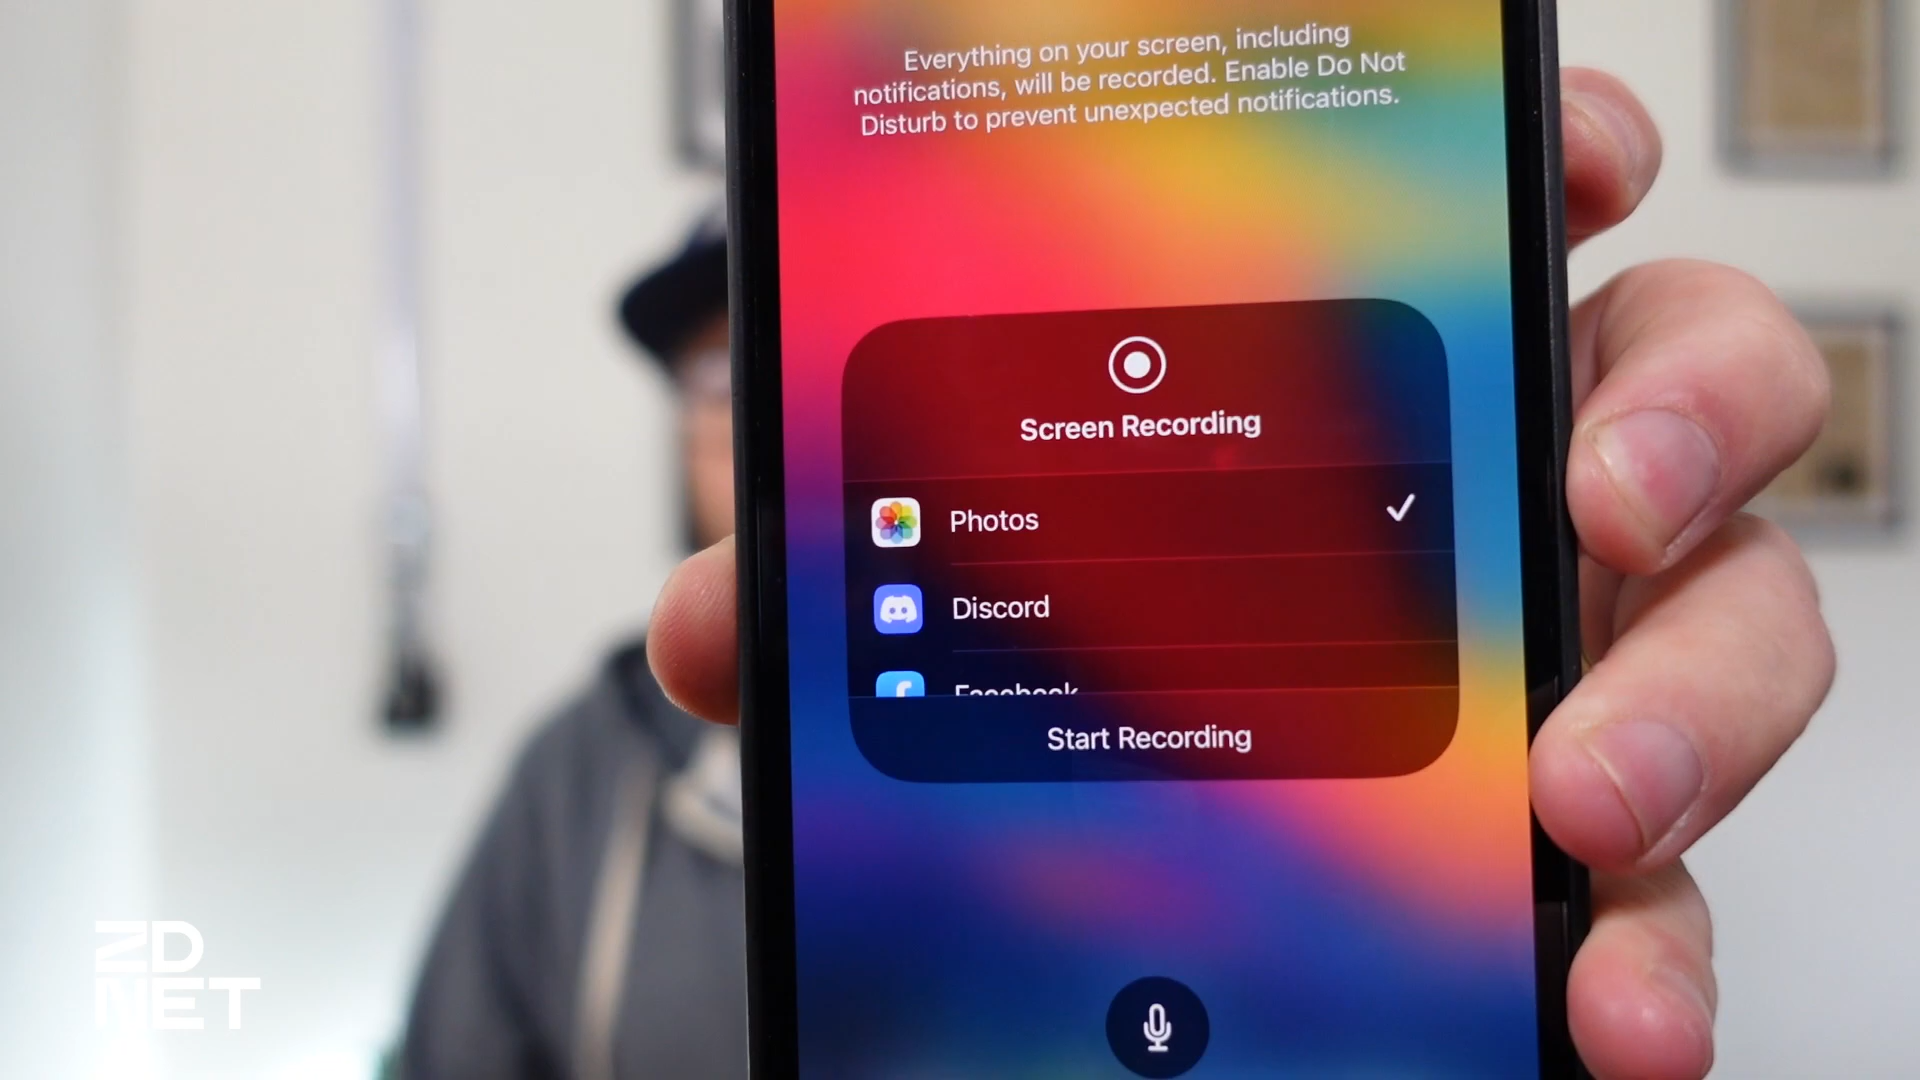 Everything on your screen, including
notifications, will be recorded. Enable Do Not
Disturb to prevent unexpected notifications.
Screen Recording
Photos
Discord
Facebook
Start Recording
ZD
NET